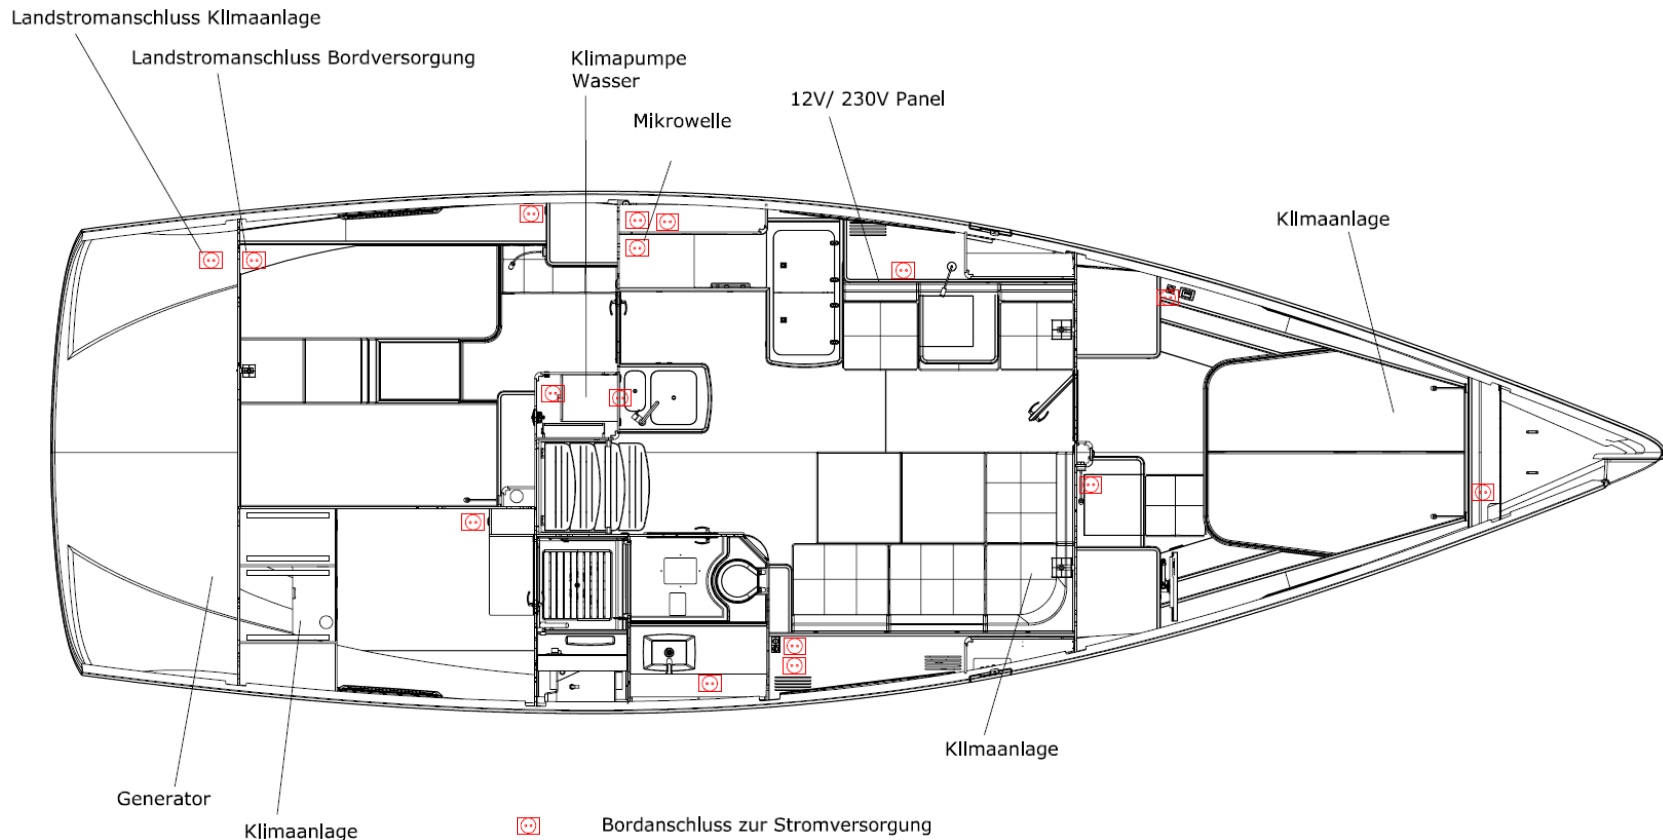 Landstromanschluss Klimaanlage
Landstromanschluss Bordversorgung
Klimapumpe
Wasser
12V/ 230V Panel
Mikrowelle
Klimaanlage
Klimaanlage
Generator
Klimaanlage
Bordanschluss zur Stromversorgung